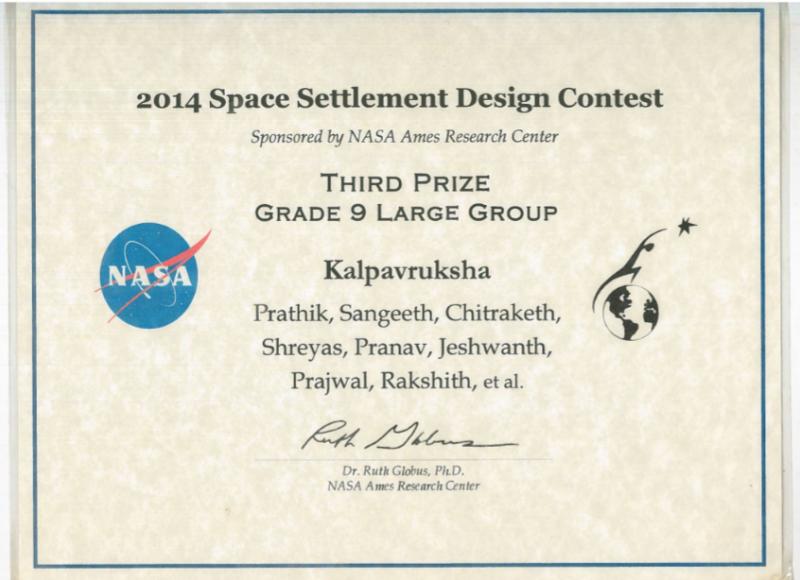 2014 Space Settlement Design Contest
Sponsored by NASA Ames Research Center
THIRD PRIZE
GRADE 9 LARGE GROUP
NASA
Kalpavruksha
Prathik, Sangeeth, Chitraketh,
Shreyas, Pranav, Jeshwanth,
Prajwal, Rakshith, et al.
Ruth Globus
Dr. Ruth Globus, Ph.D.
NASA Ames Research Center